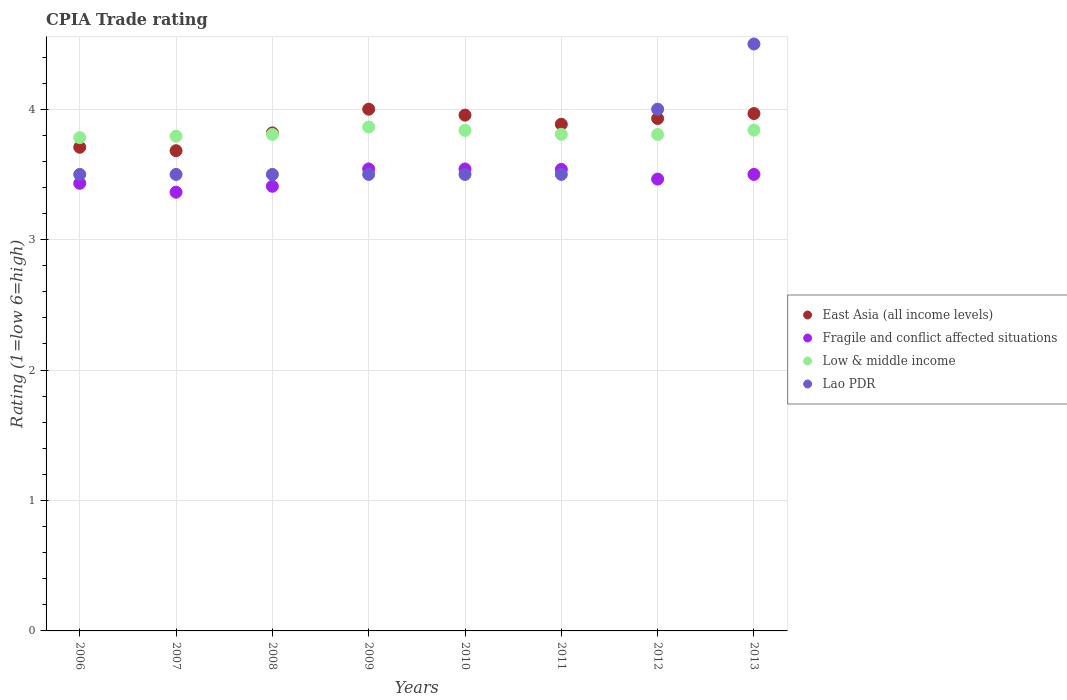 CPIA Trade rating
Rating (1=low 6=high)
4
3
2
1
0
2006
2007
2008
2009
2010
2011
2012
2013
Years
East Asia (all income levels)
Fragile and conflict affected situations
Low & middle income
Lao PDR